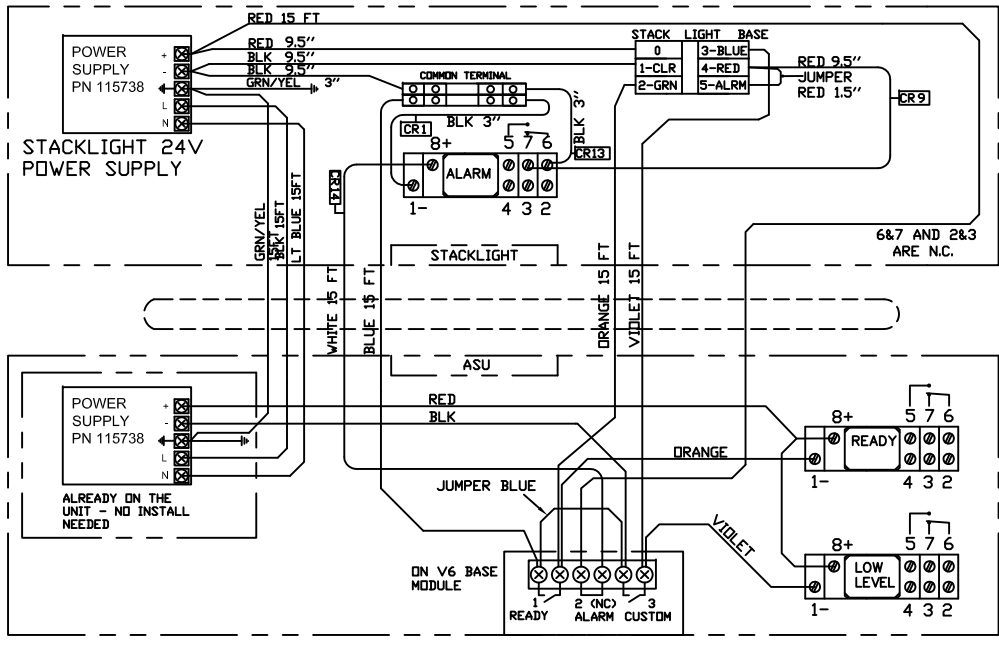 RED 15 FT
POWER
SUPPLY
PN 115738
+
-
L
N
RED 9.5"
BLK 9.5"
BLK 9.5"
GRN/YEL
3"
STACKLIGHT 24V
POWER SUPPLY
COMMON TERMINAL
CR1
BLK 3"
BLK 3"
CR13
STACK LIGHT BASE
0
3-BLUE
1-CLR
4-RED
2-GRN
5-ALRM
RED 9.5"
JUMPER
RED 1.5"
CR9
8+
5 7 6
ALARM
1-
4 3 2
CR14
6&7 AND 2&3
ARE N.C.
GRN/YEL
15FT
BLK 15FT
LT BLUE 15FT
WHITE 15 FT
BLUE 15 FT
ORANGE 15 FT
VIOLET 15 FT
STACKLIGHT
ASU
POWER
SUPPLY
PN 115738
+
-
L
N
ALREADY ON THE
UNIT - NO INSTALL
NEEDED
RED
BLK
ORANGE
JUMPER BLUE
VIOLET
8+
5 7 6
READY
1-
4 3 2
8+
5 7 6
LOW
LEVEL
1-
4 3 2
ON V6 BASE
MODULE
1
2 (NC)
3
READY
ALARM
CUSTOM